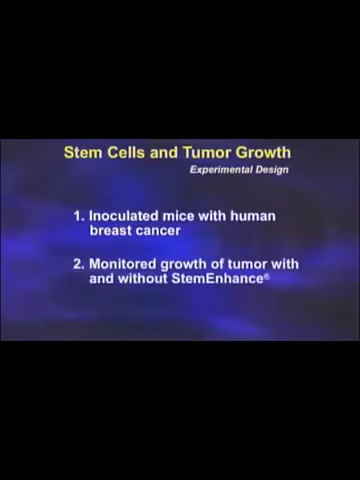 Stem Cells and Tumor Growth
Experimental Design
1. Inoculated mice with human
breast cancer
2. Monitored growth of tumor with
and without StemEnhance®